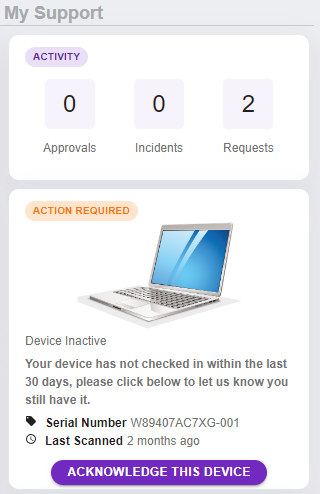 My Support
ACTIVITY
0 0 2
Approvals Incidents Requests
ACTION REQUIRED
Device Inactive
Your device has not checked in within the last
30 days, please click below to let us know you
still have it.
Serial Number W89407AC7XG-001
Last Scanned 2 months ago
ACKNOWLEDGE THIS DEVICE